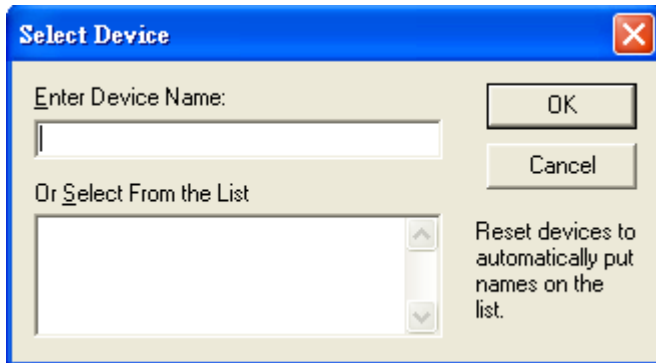 Select Device
Enter Device Name:
OK
Cancel
Or Select From the List
Reset devices to
automatically put
names on the
list.